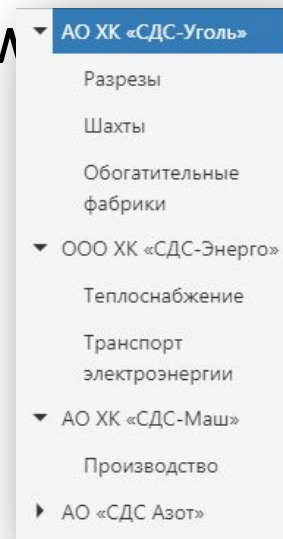 АО ХК «СДС-Уголь»
Разрезы
Шахты
Обогатительные
фабрики
ООО ХК «СДС-Энерго»
Теплоснабжение
Транспорт
электроэнергии
АО ХК «СДС-Маш»
Производство
АО «СДС Азот»